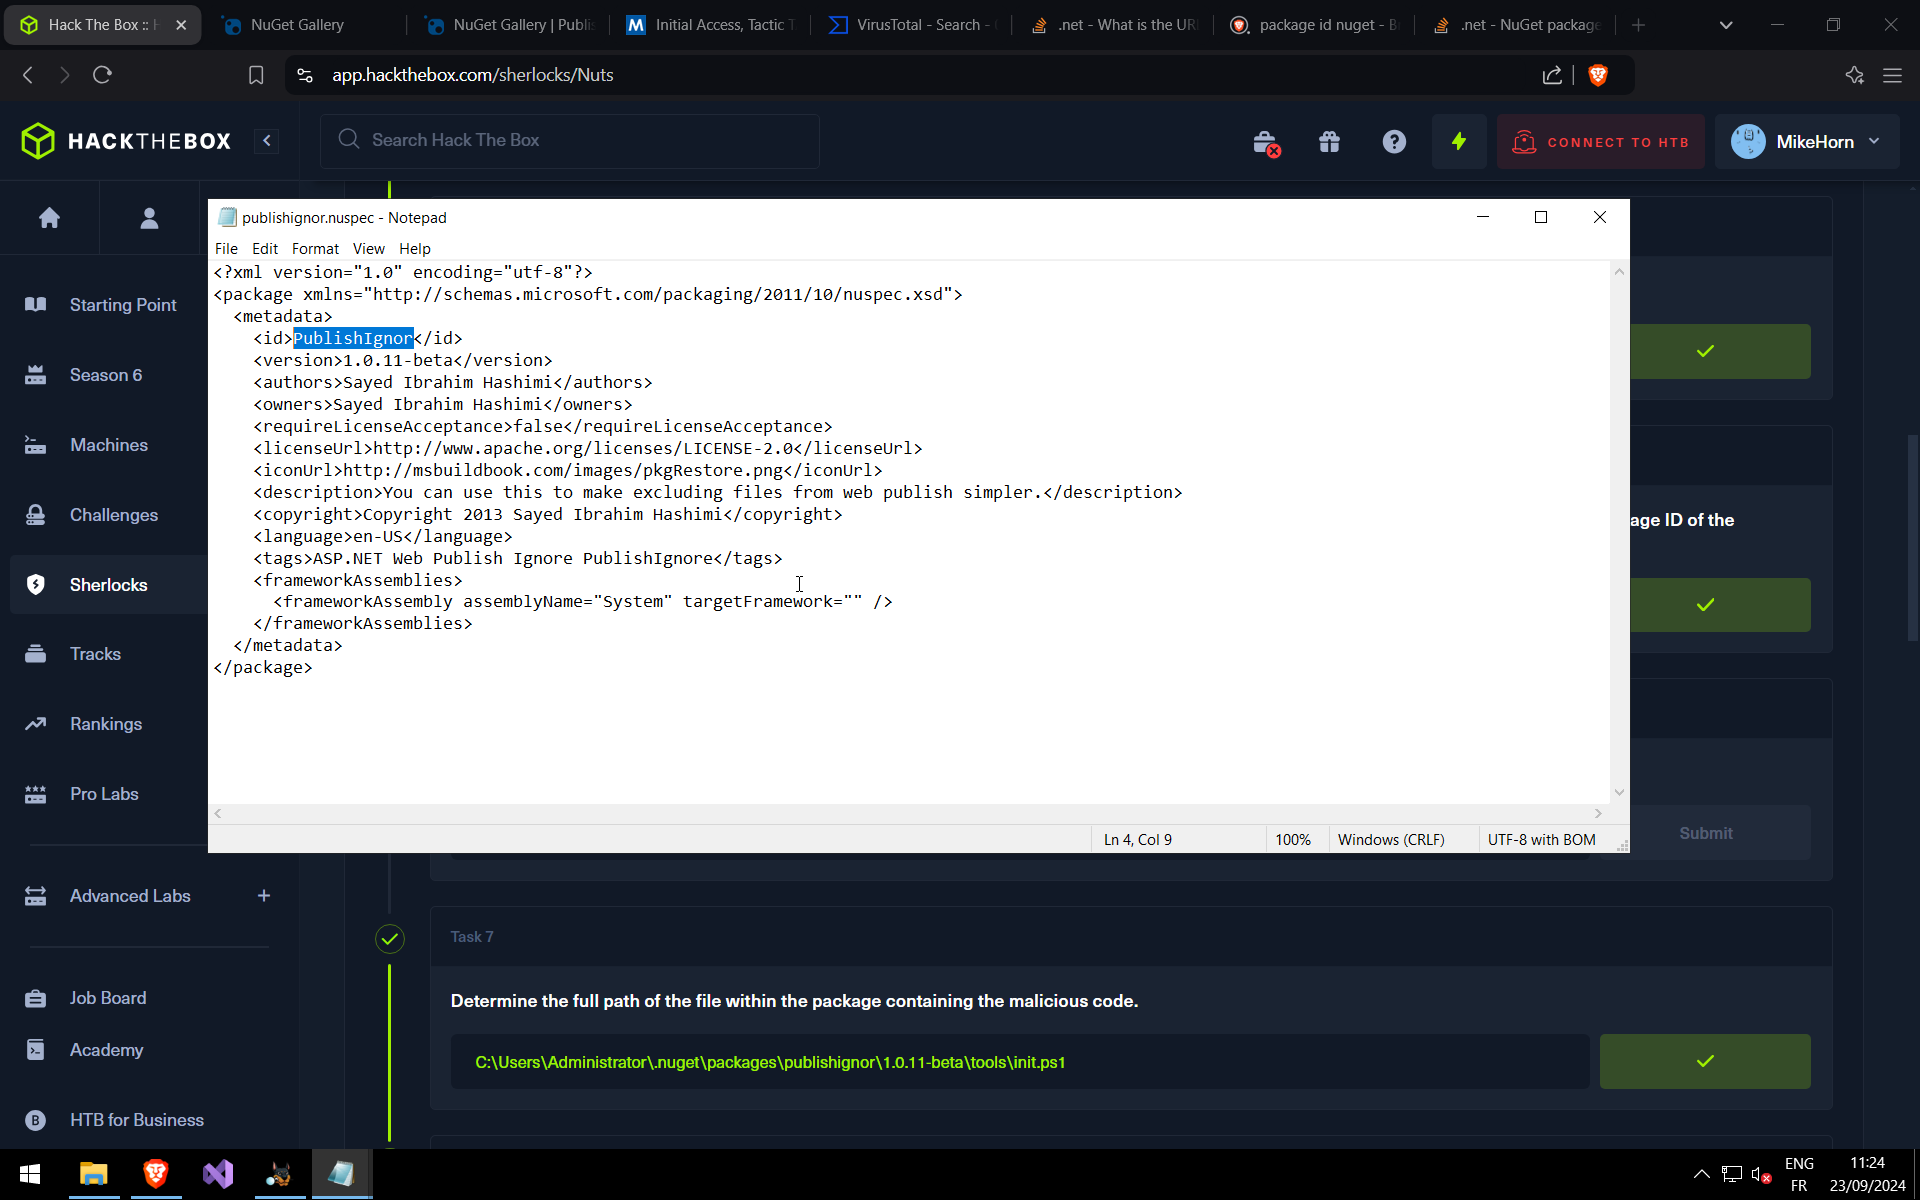 Hack The Box :: H
NuGet Gallery
NuGet Gallery | Publis
Initial Access, Tactic T
VirusTotal - Search -
.net - What is the URI
package id nuget - B
.net - NuGet package
app.hackthebox.com/sherlocks/Nuts
HACKTHEBOX
Search Hack The Box
CONNECT TO HTB
MikeHorn
Starting Point
Season 6
Machines
Challenges
Sherlocks
Tracks
Rankings
Pro Labs
Advanced Labs
Job Board
Academy
HTB for Business
publishignor.nuspec - Notepad
File Edit Format View Help
<?xml version="1.0" encoding="utf-8"?>
<package xmlns="http://schemas.microsoft.com/packaging/2011/10/nuspec.xsd">
<metadata>
<id>PublishIgnor</id>
<version>1.0.11-beta</version>
<authors>Sayed Ibrahim Hashimi</authors>
<owners>Sayed Ibrahim Hashimi</owners>
<requireLicenseAcceptance>false</requireLicenseAcceptance>
<licenseUrl>http://www.apache.org/licenses/LICENSE-2.0</licenseUrl>
<iconUrl>http://msbuildbook.com/images/pkgRestore.png</iconUrl>
<description>You can use this to make excluding files from web publish simpler.</description>
<copyright>Copyright 2013 Sayed Ibrahim Hashimi</copyright>
<language>en-US</language>
<tags>ASP.NET Web Publish Ignore PublishIgnore</tags>
<frameworkAssemblies>
<frameworkAssembly assemblyName="System" targetFramework="" />
</frameworkAssemblies>
</metadata>
</package>
Ln 4, Col 9
100%
Windows (CRLF)
UTF-8 with BOM
age ID of the
Submit
Task 7
Determine the full path of the file within the package containing the malicious code.
C:\Users\Administrator\.nuget\packages\publishignor\1.0.11-beta\tools\init.ps1
ENG
FR
11:24
23/09/2024